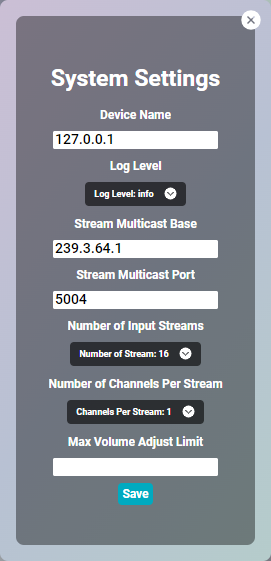 System Settings
Device Name
127.0.0.1
Log Level
Log Level: info
Stream Multicast Base
239.3.64.1
Stream Multicast Port
5004
Number of Input Streams
Number of Stream: 16
Number of Channels Per Stream
Channels Per Stream: 1
Max Volume Adjust Limit
Save